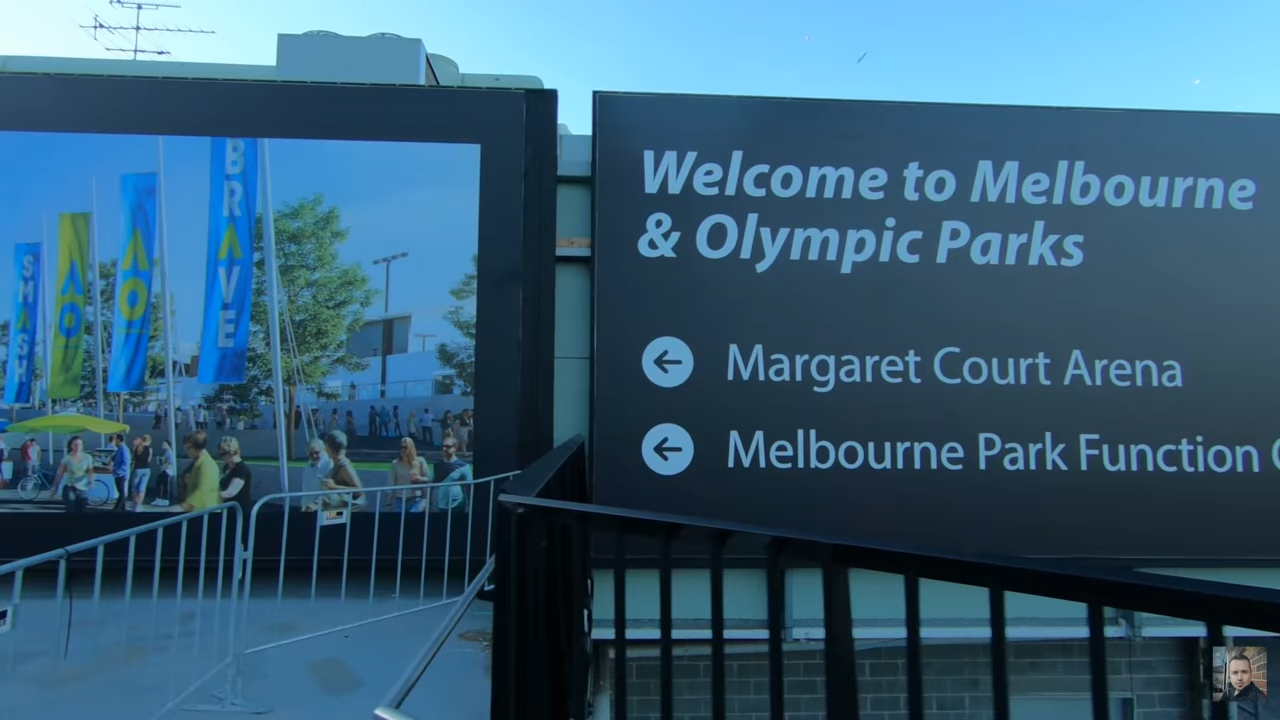 SMASH
AO
AO
BRAVE
Welcome to Melbourne
& Olympic Parks
Margaret Court Arena
Melbourne Park Function